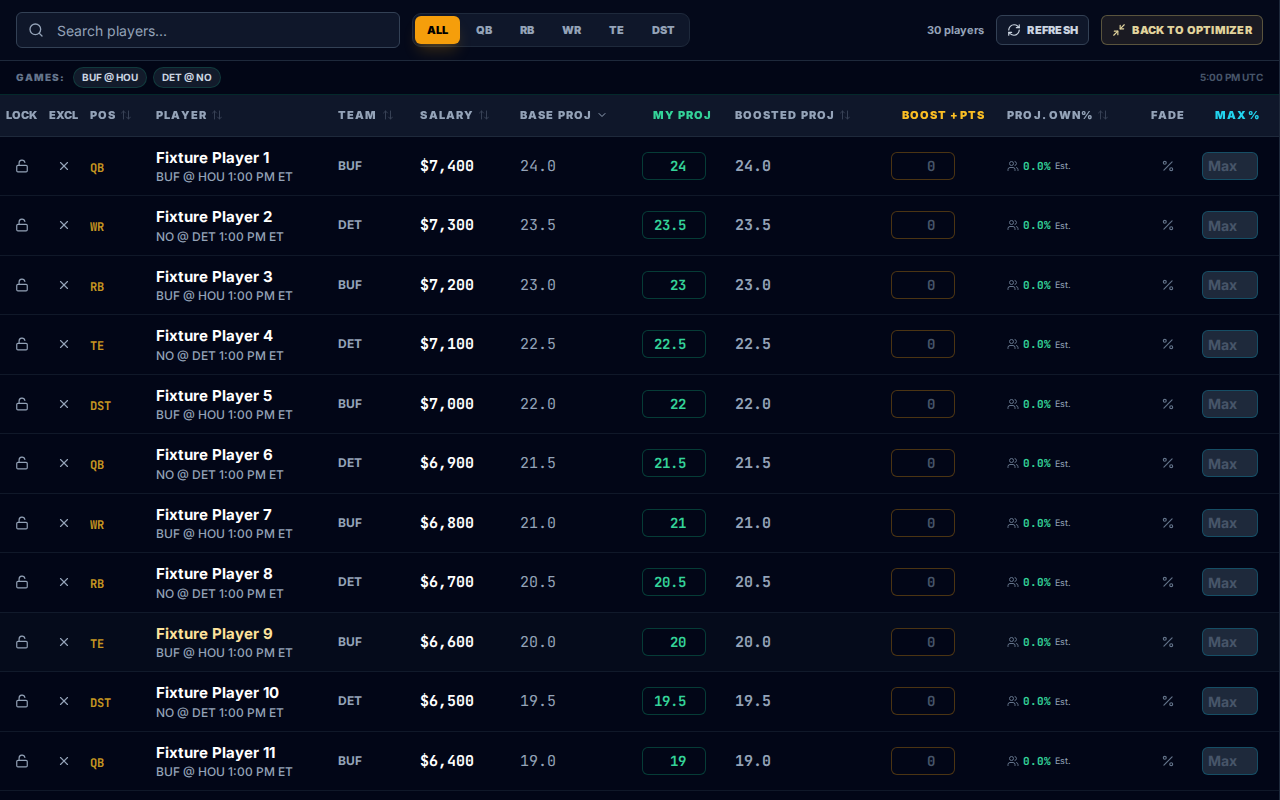 Search players... ALL QB RB WR TE DST 30 players REFRESH BACK TO OPTIMIZER
GAMES: BUF @ HOU DET @ NO 5:00 PM UTC
LOCK EXCL POS PLAYER TEAM SALARY BASE PROJ MY PROJ BOOSTED PROJ BOOST +PTS PROJ. OWN% FADE MAX %
Fixture Player 1
QB BUF @ HOU 1:00 PM ET BUF $7,400 24.0 24 24.0 0 0.0% Est. % Max
Fixture Player 2
WR NO @ DET 1:00 PM ET DET $7,300 23.5 23.5 23.5 0 0.0% Est. % Max
Fixture Player 3
RB BUF @ HOU 1:00 PM ET BUF $7,200 23.0 23 23.0 0 0.0% Est. % Max
Fixture Player 4
TE NO @ DET 1:00 PM ET DET $7,100 22.5 22.5 22.5 0 0.0% Est. % Max
Fixture Player 5
DST BUF @ HOU 1:00 PM ET BUF $7,000 22.0 22 22.0 0 0.0% Est. % Max
Fixture Player 6
QB NO @ DET 1:00 PM ET DET $6,900 21.5 21.5 21.5 0 0.0% Est. % Max
Fixture Player 7
WR BUF @ HOU 1:00 PM ET BUF $6,800 21.0 21 21.0 0 0.0% Est. % Max
Fixture Player 8
RB NO @ DET 1:00 PM ET DET $6,700 20.5 20.5 20.5 0 0.0% Est. % Max
Fixture Player 9
TE BUF @ HOU 1:00 PM ET BUF $6,600 20.0 20 20.0 0 0.0% Est. % Max
Fixture Player 10
DST NO @ DET 1:00 PM ET DET $6,500 19.5 19.5 19.5 0 0.0% Est. % Max
Fixture Player 11
QB BUF @ HOU 1:00 PM ET BUF $6,400 19.0 19 19.0 0 0.0% Est. % Max